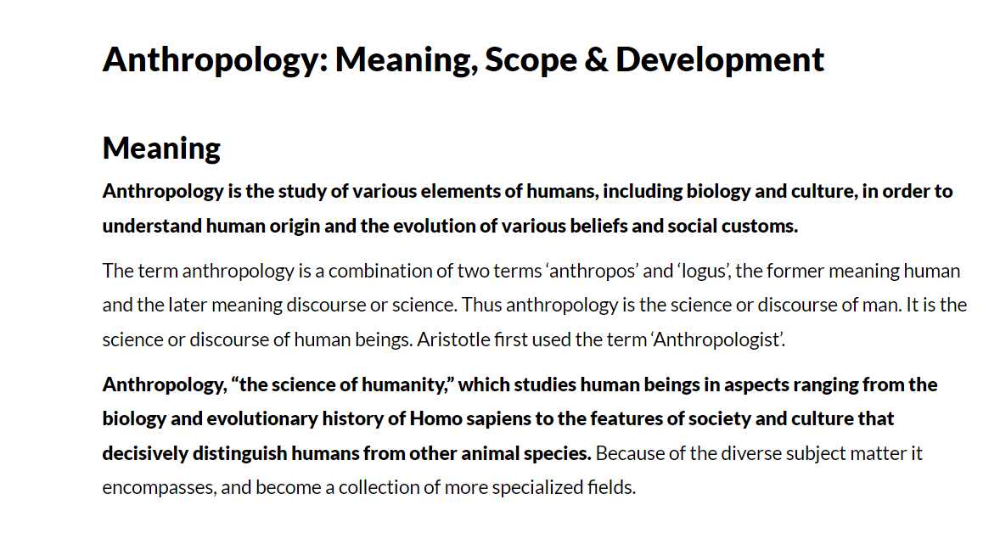 Anthropology: Meaning, Scope & Development
Meaning
Anthropology is the study of various elements of humans, including biology and culture, in order to
understand human origin and the evolution of various beliefs and social customs.
The term anthropology is a combination of two terms ‘anthropos’ and ‘logus’, the former meaning human
and the later meaning discourse or science. Thus anthropology is the science or discourse of man. It is the
science or discourse of human beings. Aristotle first used the term ‘Anthropologist’.
Anthropology, “the science of humanity,” which studies human beings in aspects ranging from the
biology and evolutionary history of Homo sapiens to the features of society and culture that
decisively distinguish humans from other animal species. Because of the diverse subject matter it
encompasses, and become a collection of more specialized fields.